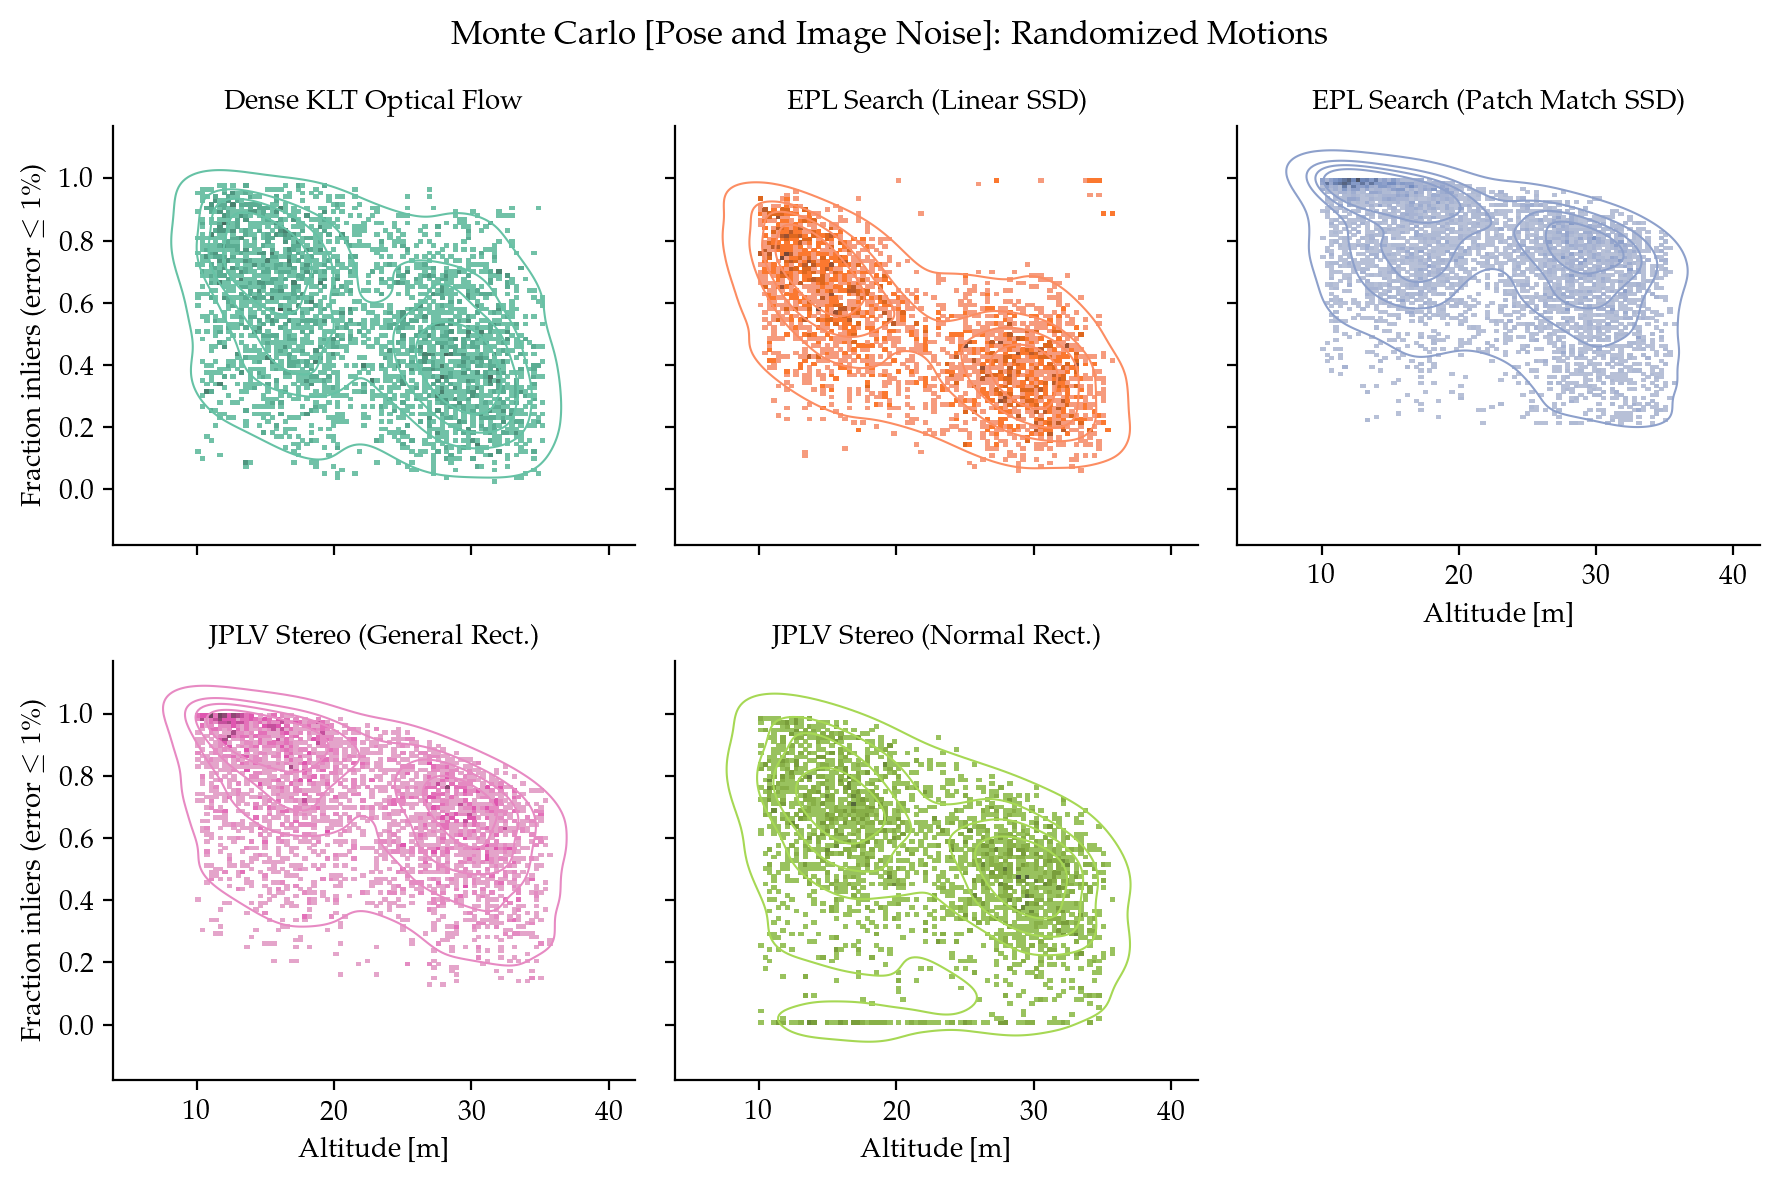 Monte Carlo [Pose and Image Noise]: Randomized Motions
Dense KLT Optical Flow
EPL Search (Linear SSD)
EPL Search (Patch Match SSD)
Fraction inliers (error ≤ 1%)
1.0
0.8
0.6
0.4
0.2
0.0
10
20
30
40
Altitude [m]
JPLV Stereo (General Rect.)
JPLV Stereo (Normal Rect.)
Fraction inliers (error ≤ 1%)
1.0
0.8
0.6
0.4
0.2
0.0
10
20
30
40
Altitude [m]
10
20
30
40
Altitude [m]